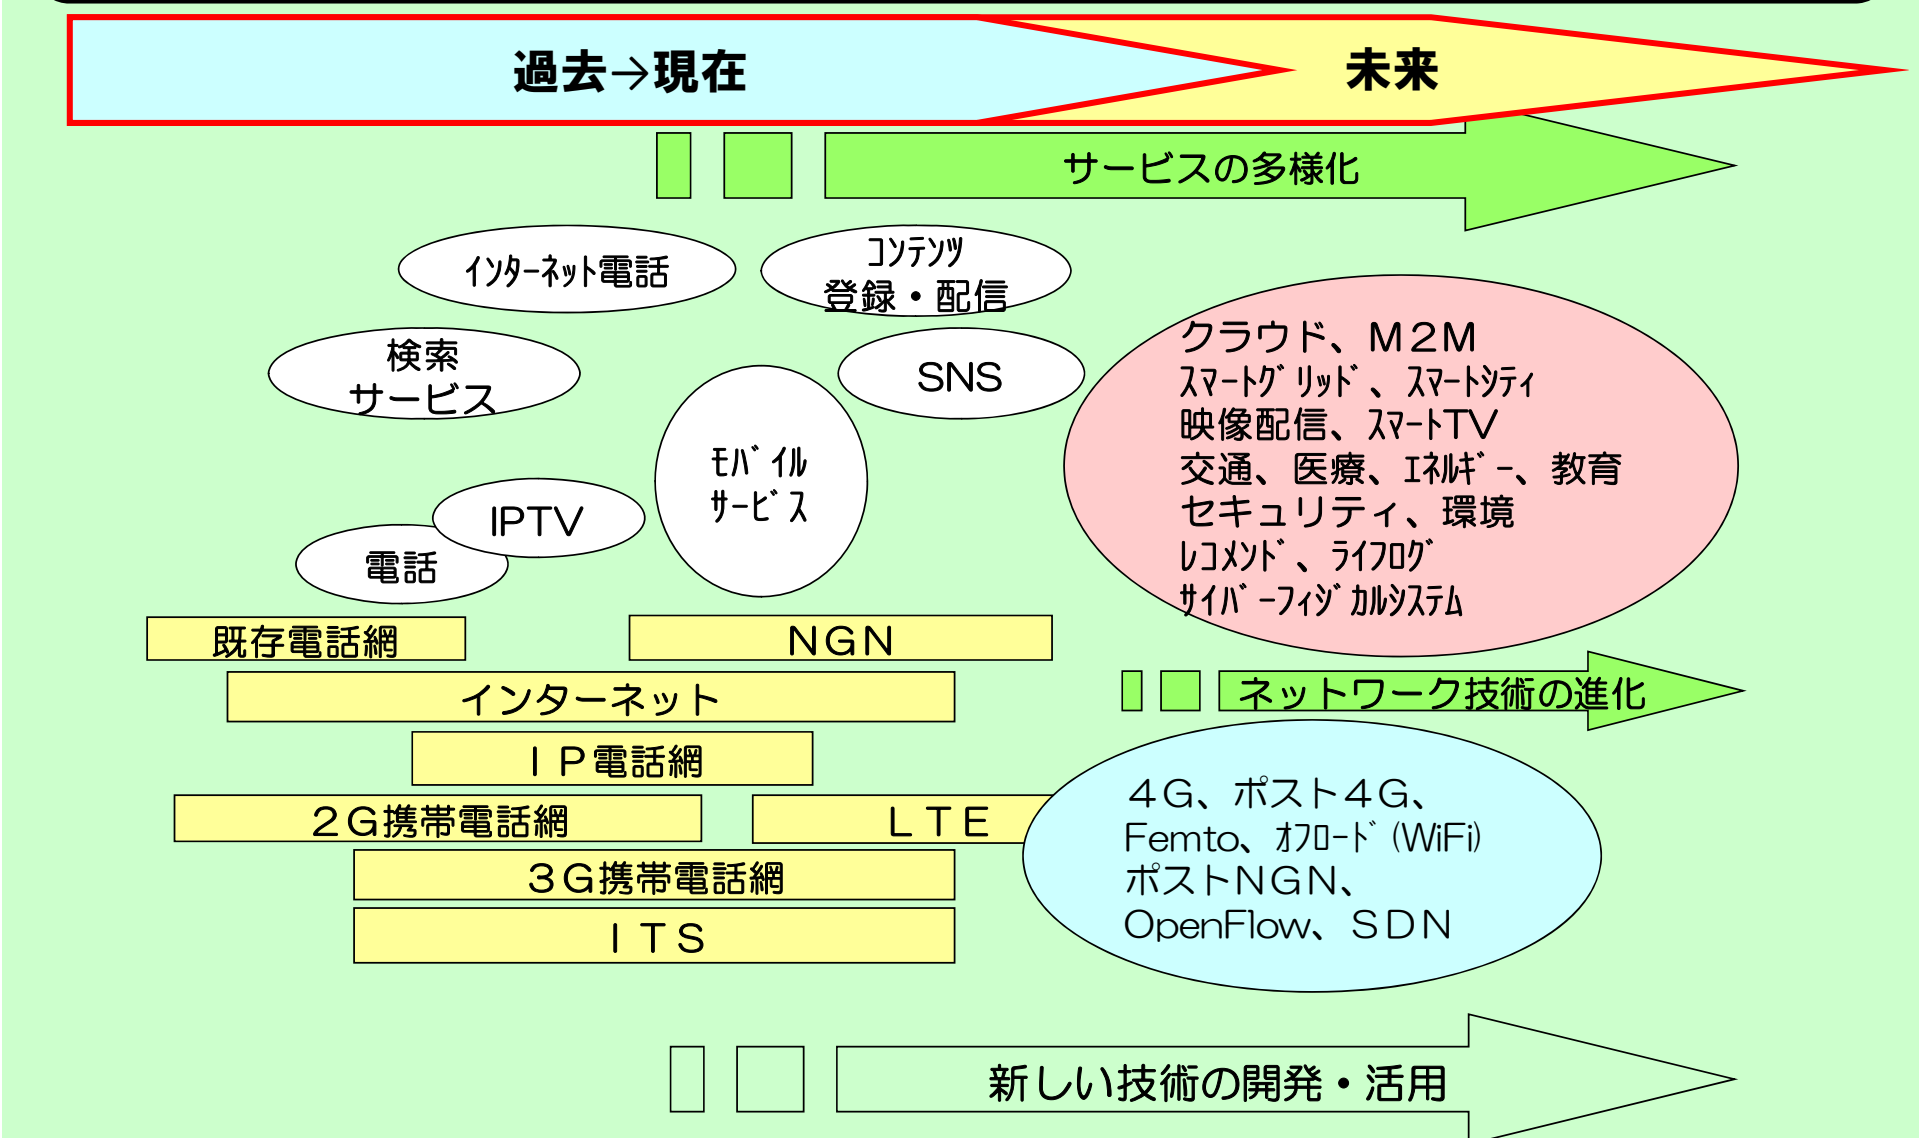 過去→現在
未来
サービスの多様化
インターネット電話
コンテンツ
登録・配信
検索
サービス
SNS
モバイル
サービス
IPTV
電話
クラウド、M2M
スマートグリッド、スマートシティ
映像配信、スマートTV
交通、医療、エネルギー、教育
セキュリティ、環境
レコメンド、ライフログ
サイバーフィジカルシステム
既存電話網
NGN
インターネット
ネットワーク技術の進化
IP電話網
2G携帯電話網
LTE
3G携帯電話網
ITS
4G、ポスト4G、
Femto、オフロード(WiFi)
ポストNGN、
OpenFlow、SDN
新しい技術の開発・活用